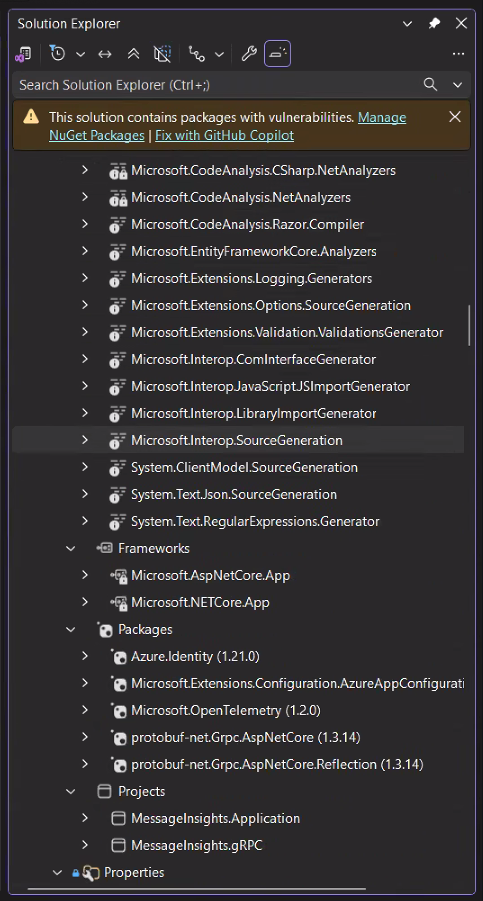 Solution Explorer
Search Solution Explorer (Ctrl+;)
This solution contains packages with vulnerabilities. Manage
NuGet Packages | Fix with GitHub Copilot
Microsoft.CodeAnalysis.CSharp.NetAnalyzers
Microsoft.CodeAnalysis.NetAnalyzers
Microsoft.CodeAnalysis.Razor.Compiler
Microsoft.EntityFrameworkCore.Analyzers
Microsoft.Extensions.Logging.Generators
Microsoft.Extensions.Options.SourceGeneration
Microsoft.Extensions.Validation.ValidationsGenerator
Microsoft.Interop.ComInterfaceGenerator
Microsoft.Interop.JavaScript.JSImportGenerator
Microsoft.Interop.LibraryImportGenerator
Microsoft.Interop.SourceGeneration
System.ClientModel.SourceGeneration
System.Text.Json.SourceGeneration
System.Text.RegularExpressions.Generator
Frameworks
Microsoft.AspNetCore.App
Microsoft.NETCore.App
Packages
Azure.Identity (1.21.0)
Microsoft.Extensions.Configuration.AzureAppConfigurati
Microsoft.OpenTelemetry (1.2.0)
protobuf-net.Grpc.AspNetCore (1.3.14)
protobuf-net.Grpc.AspNetCore.Reflection (1.3.14)
Projects
MessageInsights.Application
MessageInsights.gRPC
Properties